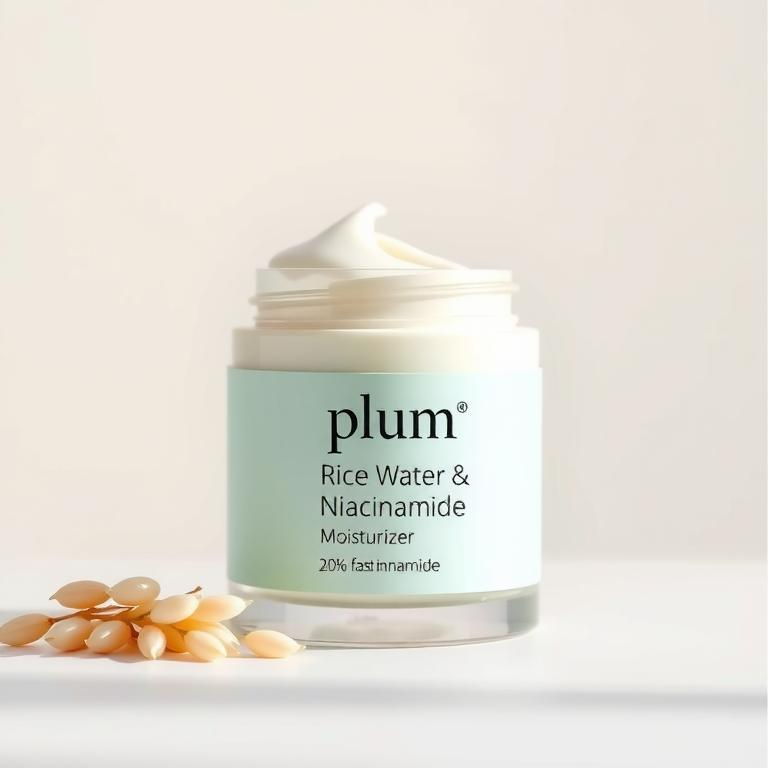 plum®
Rice Water &
Niacinamide
Moisturizer
20% fastinnamide